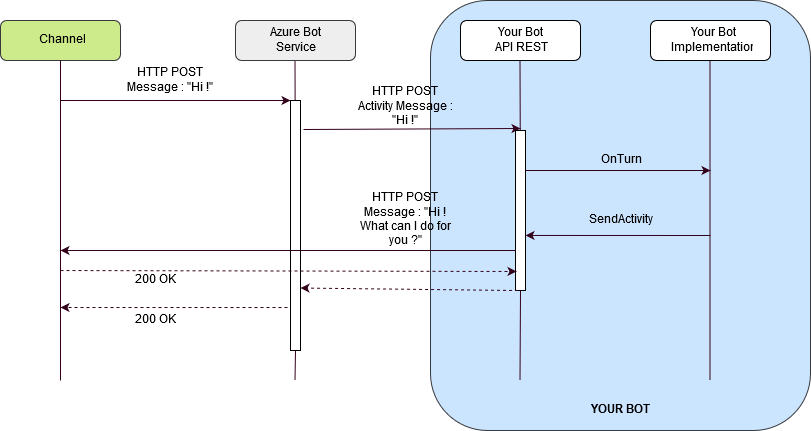 Channel
Azure Bot
Service
Your Bot
API REST
Your Bot
Implementation
HTTP POST
Message : "Hi !"
HTTP POST
Activity Message :
"Hi !"
OnTurn
HTTP POST
Message : "Hi !
What can I do for
you ?"
SendActivity
200 OK
200 OK
YOUR BOT